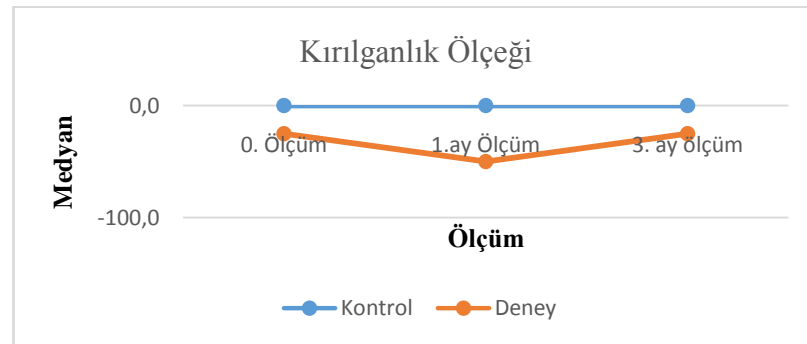 Kırılganlık Ölçeği
0,0
0. Ölçüm 1.ay Ölçüm 3. ay ölçüm
Medyan
-100,0
Ölçüm
Kontrol Deney